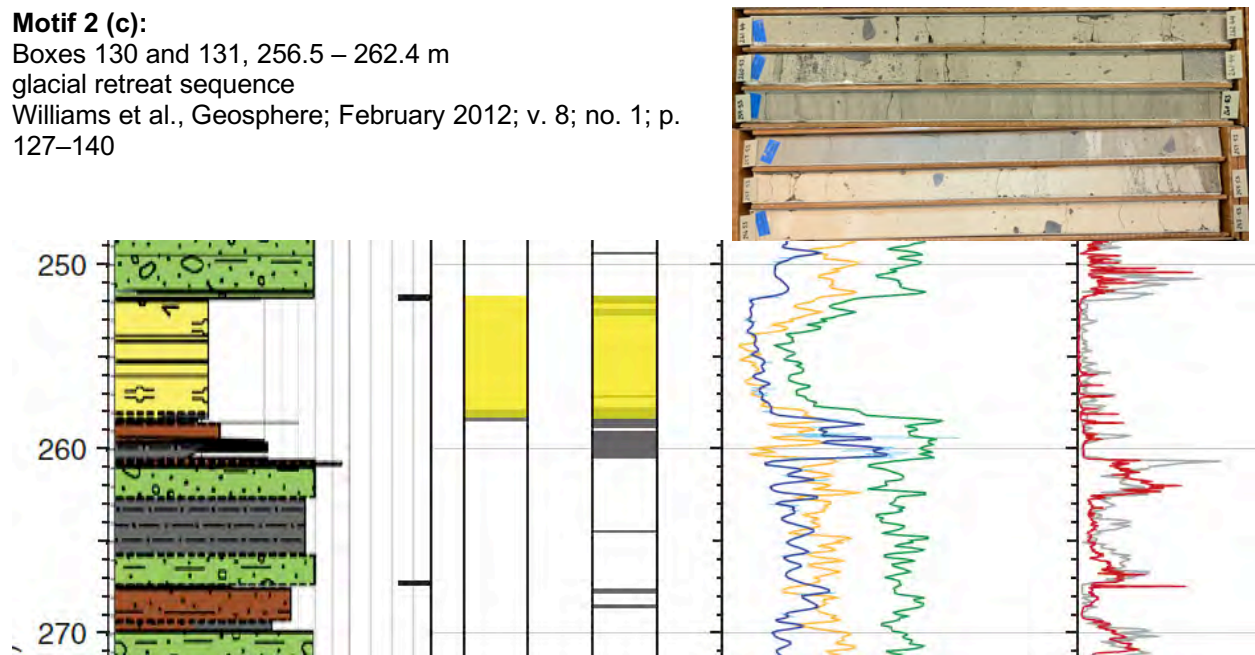 Motif 2 (c):
Boxes 130 and 131, 256.5 – 262.4 m
glacial retreat sequence
Williams et al., Geosphere; February 2012; v. 8; no. 1; p.
127–140
250
260
270